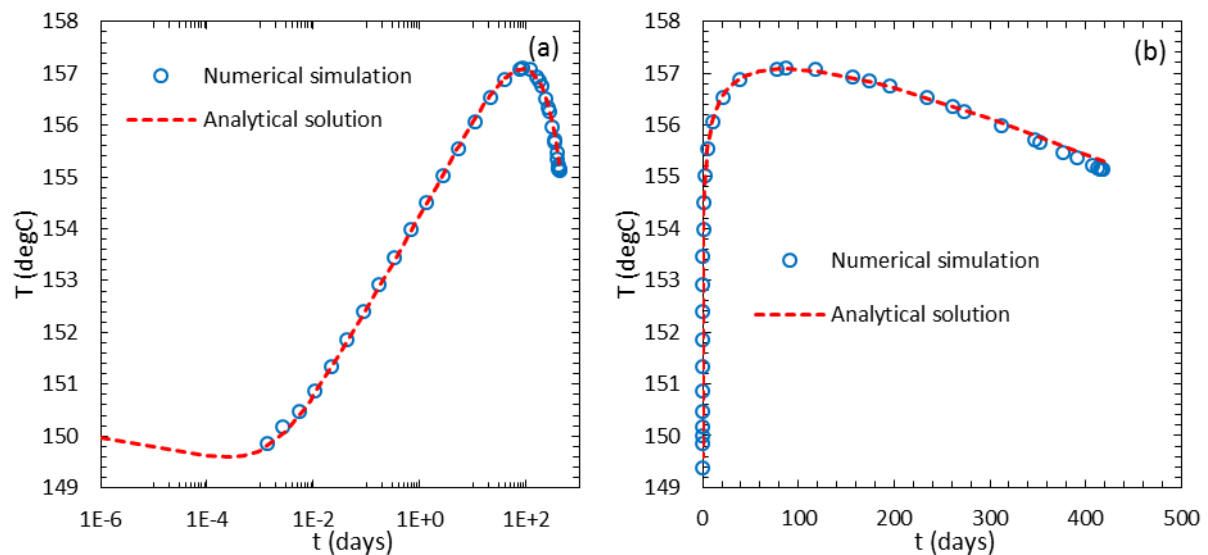 158
157
156
155
154
153
152
151
150
149
T (degC)
1E-6
1E-4
1E-2
1E+0
1E+2
t (days)
(a)
Numerical simulation
Analytical solution
158
157
156
155
154
153
152
151
150
149
T (degC)
0
100
200
300
400
500
t (days)
(b)
Numerical simulation
Analytical solution